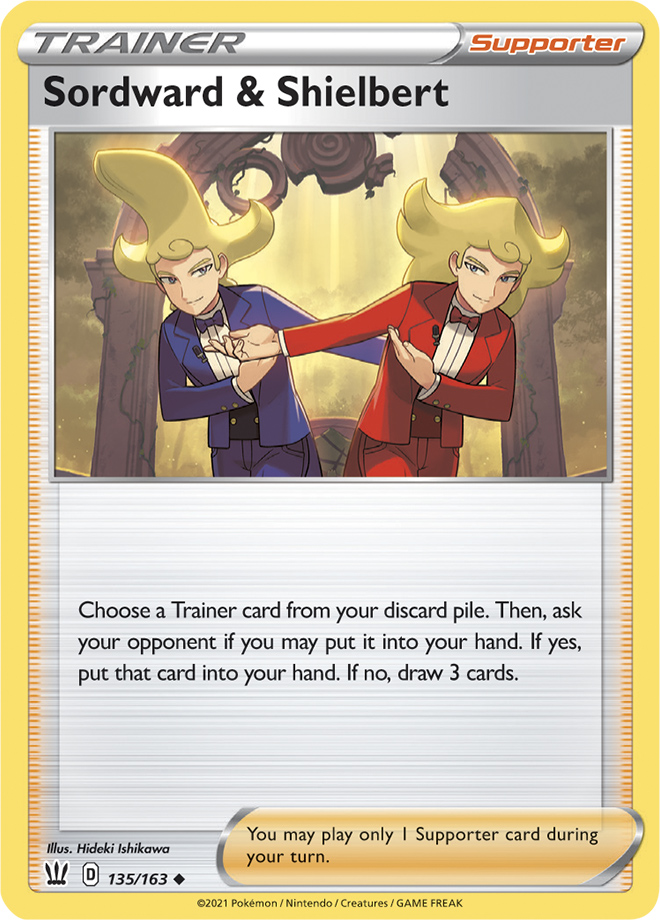 TRAINER Supporter
Sordward & Shielbert
Choose a Trainer card from your discard pile. Then, ask
your opponent if you may put it into your hand. If yes,
put that card into your hand. If no, draw 3 cards.
Illus. Hideki Ishikawa
You may play only 1 Supporter card during
your turn.
D 135/163 ◆
©2021 Pokémon / Nintendo / Creatures / GAME FREAK